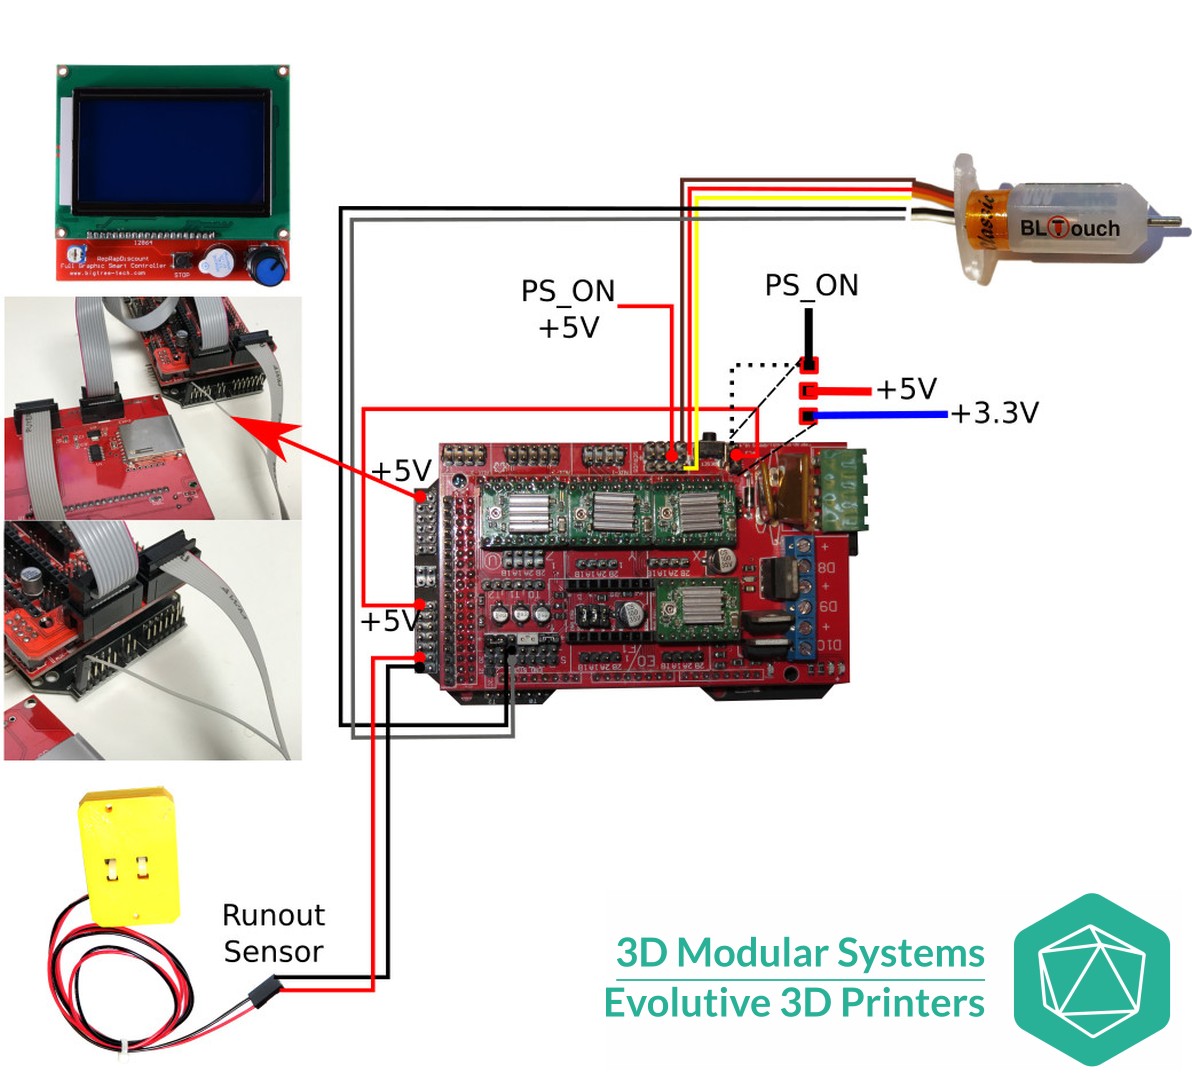 12864
RepRapDiscount
Full Graphic Smart Controller
www.bigtree-tech.com
STOP
BLTouch
Classic
PS_ON
+5V
PS_ON
+5V
+3.3V
+5V
+5V
D8
+
D9
+
Runout
Sensor
3D Modular Systems
Evolutive 3D Printers